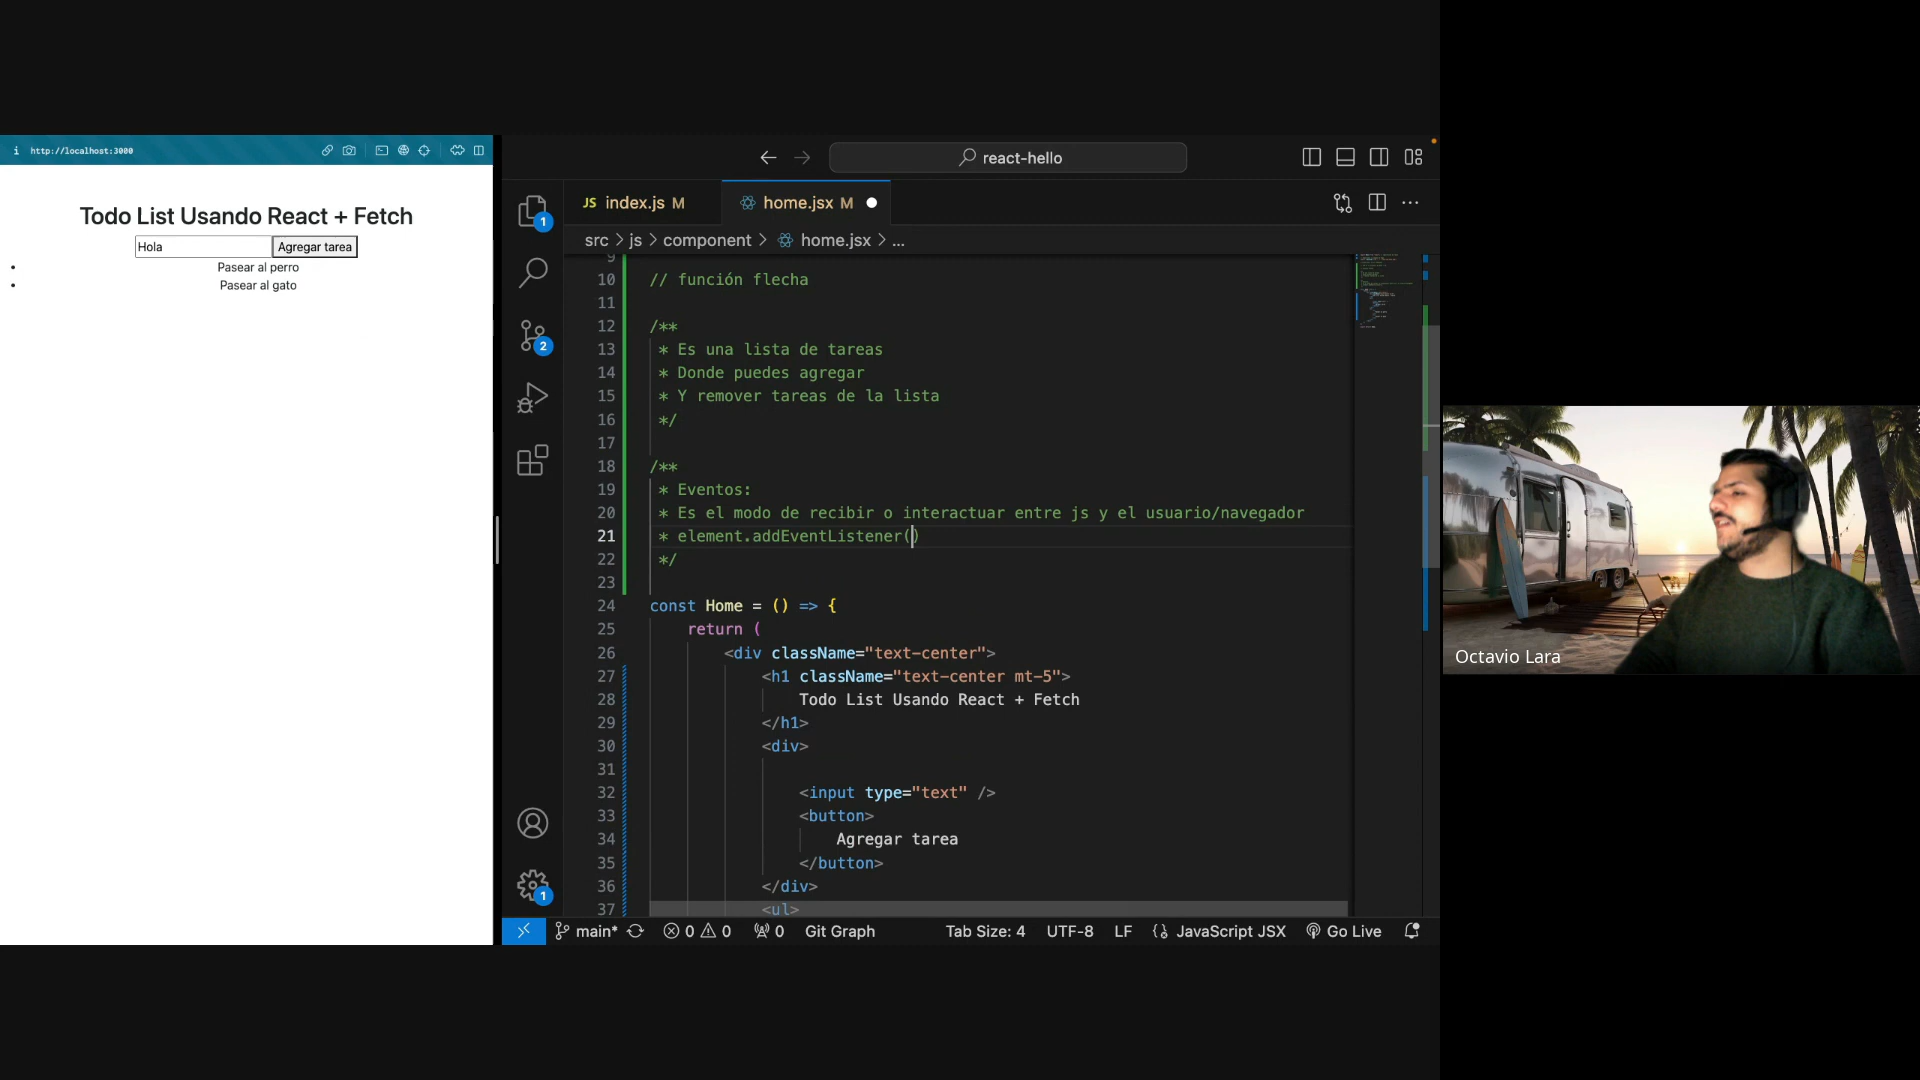 http://localhost:3000
Todo List Usando React + Fetch
Hola
Agregar tarea
Pasear al perro
Pasear al gato
react-hello
JS index.js M
home.jsx M
src > js > component > home.jsx > ...
1
2
1
9
10 // función flecha
11
12 /**
13 * Es una lista de tareas
14 * Donde puedes agregar
15 * Y remover tareas de la lista
16 */
17
18 /**
19 * Eventos:
20 * Es el modo de recibir o interactuar entre js y el usuario/navegador
21 * element.addEventListener()
22 */
23
24 const Home = () => {
25 return (
26 <div className="text-center">
27 <h1 className="text-center mt-5">
28 Todo List Usando React + Fetch
29 </h1>
30 <div>
31
32 <input type="text" />
33 <button>
34 Agregar tarea
35 </button>
36 </div>
37 <ul>
main* 0 0 0 Git Graph Tab Size: 4 UTF-8 LF JavaScript JSX Go Live
Octavio Lara